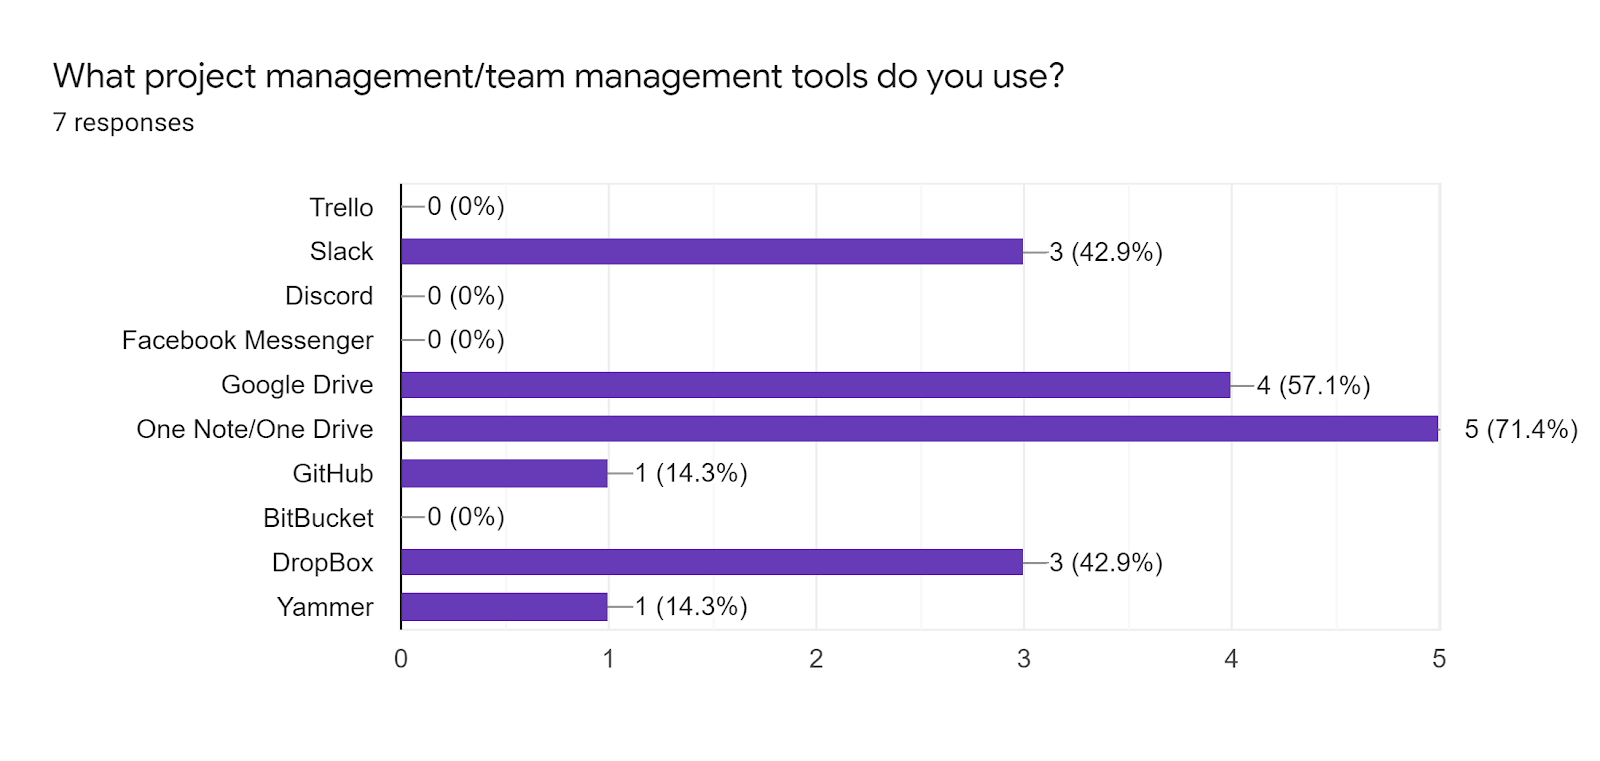 What project management/team management tools do you use?
7 responses
Trello 0 (0%)
Slack 3 (42.9%)
Discord 0 (0%)
Facebook Messenger 0 (0%)
Google Drive 4 (57.1%)
One Note/One Drive 5 (71.4%)
GitHub 1 (14.3%)
BitBucket 0 (0%)
DropBox 3 (42.9%)
Yammer 1 (14.3%)
0 1 2 3 4 5